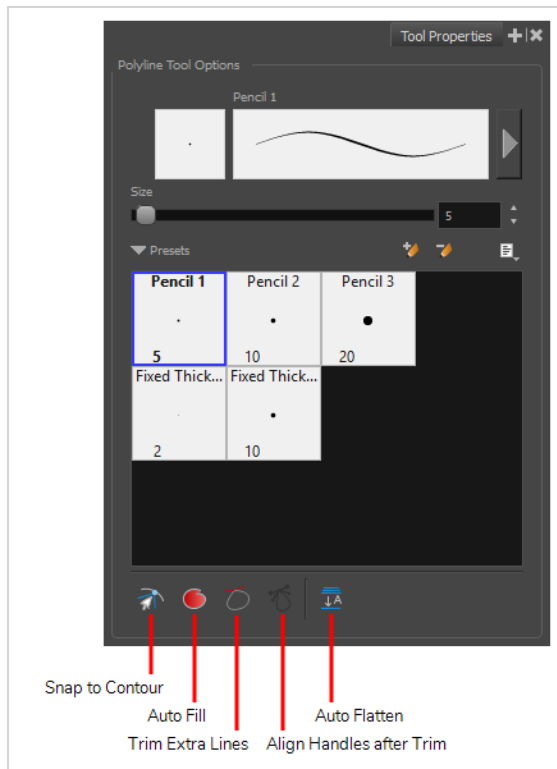 Tool Properties
Polyline Tool Options
Pencil 1
Size
5
Presets
Pencil 1
Pencil 2
Pencil 3
5
10
20
Fixed Thick...
Fixed Thick...
2
10
A
Snap to Contour
Auto Fill
Auto Flatten
Trim Extra Lines
Align Handles after Trim